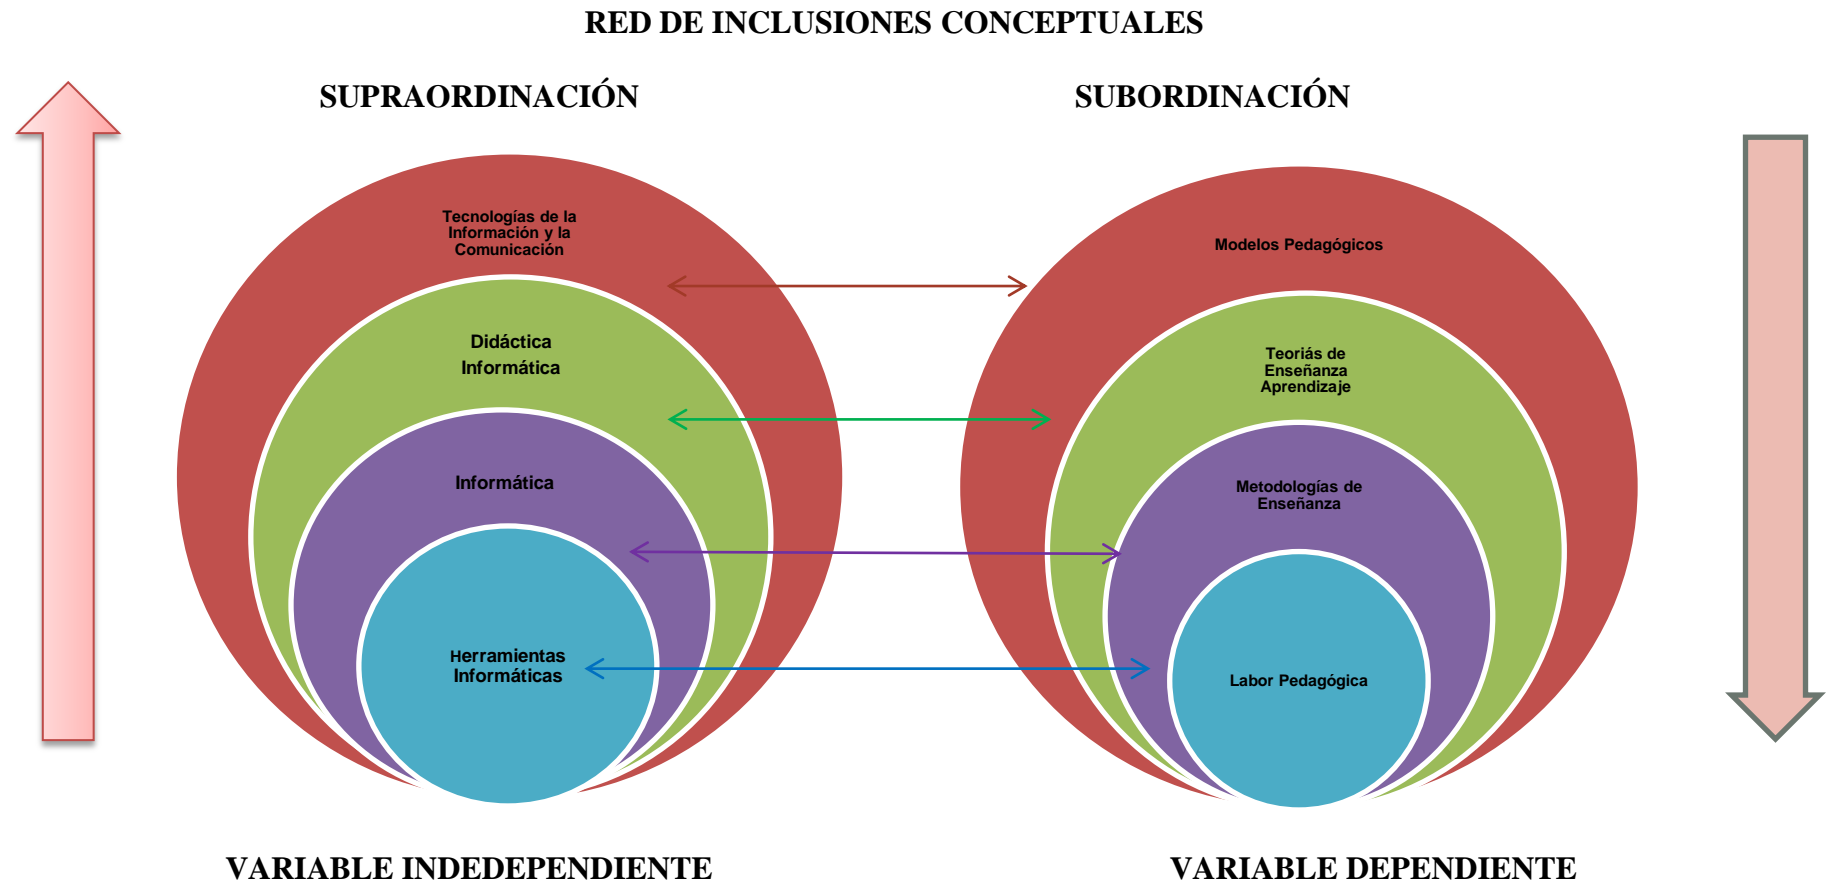 RED DE INCLUSIONES CONCEPTUALES
SUPRAORDINACIÓN
SUBORDINACIÓN
Tecnologías de la
Información y la
Comunicación
Didáctica
Informática
Informática
Herramientas
Informáticas
Modelos Pedagógicos
Teoriás de
Enseñanza
Aprendizaje
Metodologías de
Enseñanza
Labor Pedagógica
VARIABLE INDEDEPENDIENTE
VARIABLE DEPENDIENTE